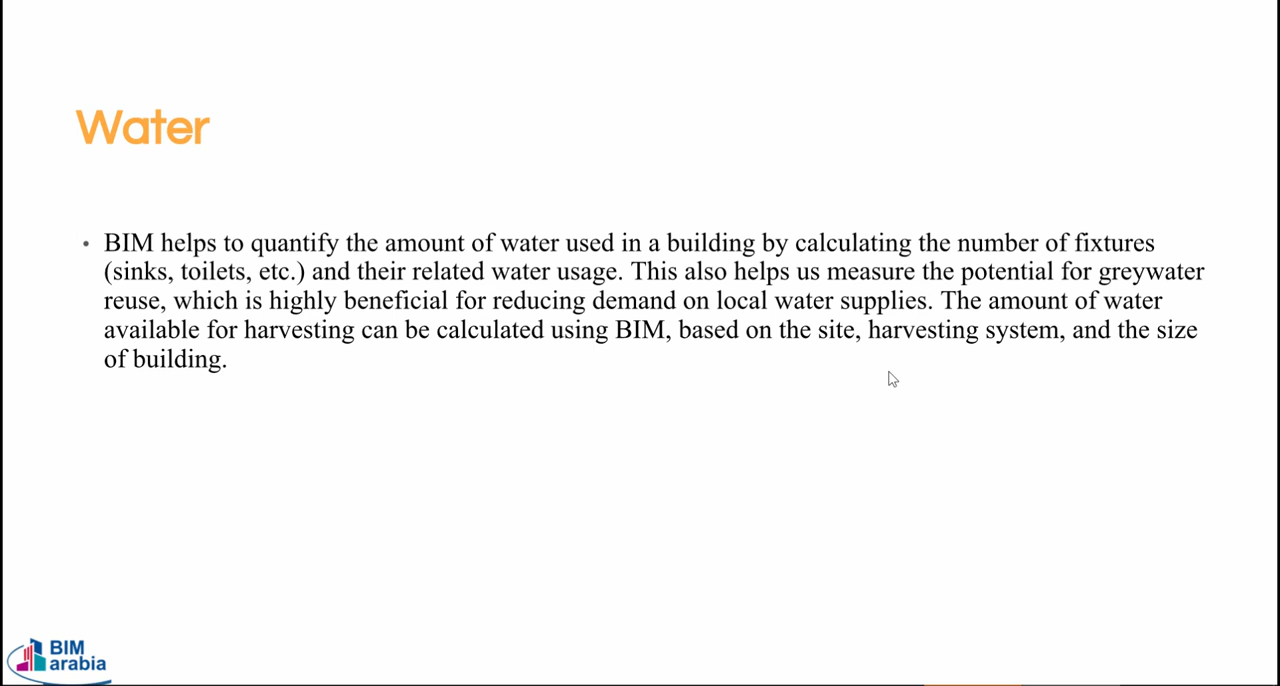 Water
• BIM helps to quantify the amount of water used in a building by calculating the number of fixtures
(sinks, toilets, etc.) and their related water usage. This also helps us measure the potential for greywater
reuse, which is highly beneficial for reducing demand on local water supplies. The amount of water
available for harvesting can be calculated using BIM, based on the site, harvesting system, and the size
of building.
BIM
arabia